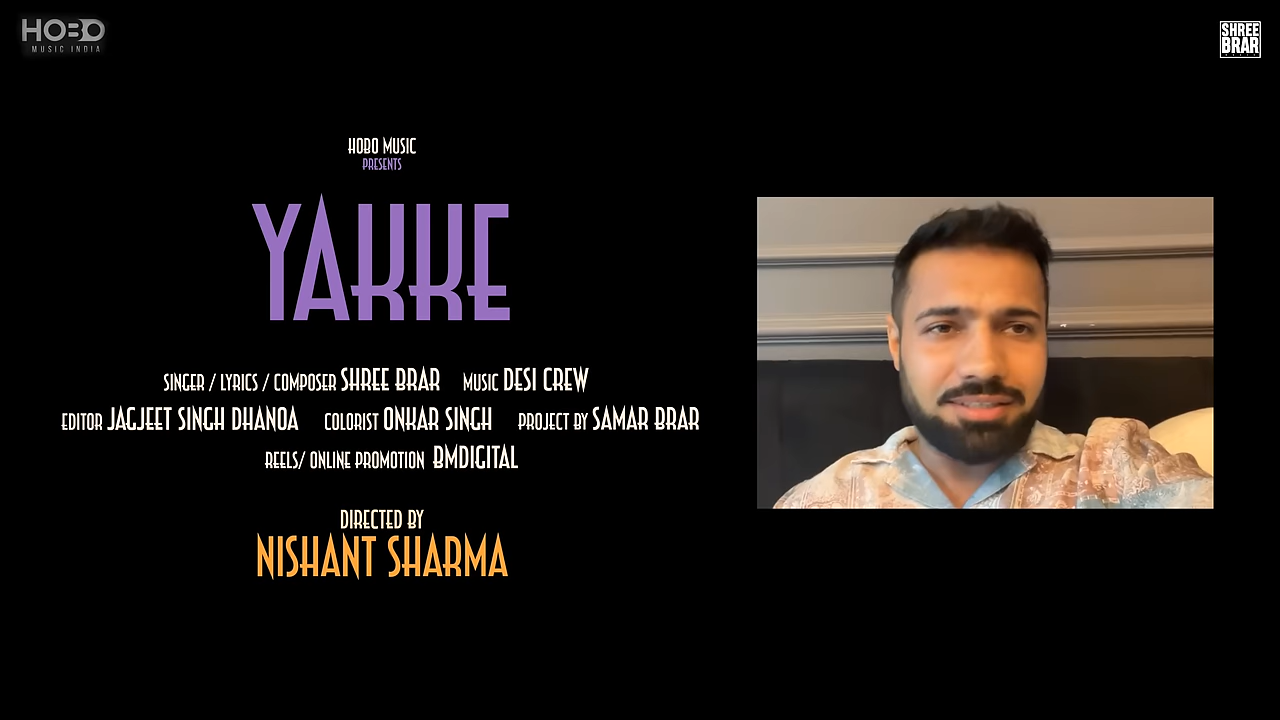 HOBO
MUSIC INDIA
SHREE
BRAR
HOBO MUSIC
PRESENTS
YAKKE
SINGER / LYRICS / COMPOSER SHREE BRAR MUSIC DESI CREW
EDITOR JAGJEET SINGH DHANOA COLORIST ONKAR SINGH PROJECT BY SAMAR BRAR
REELS/ ONLINE PROMOTION BMDIGITAL
DIRECTED BY
NISHANT SHARMA